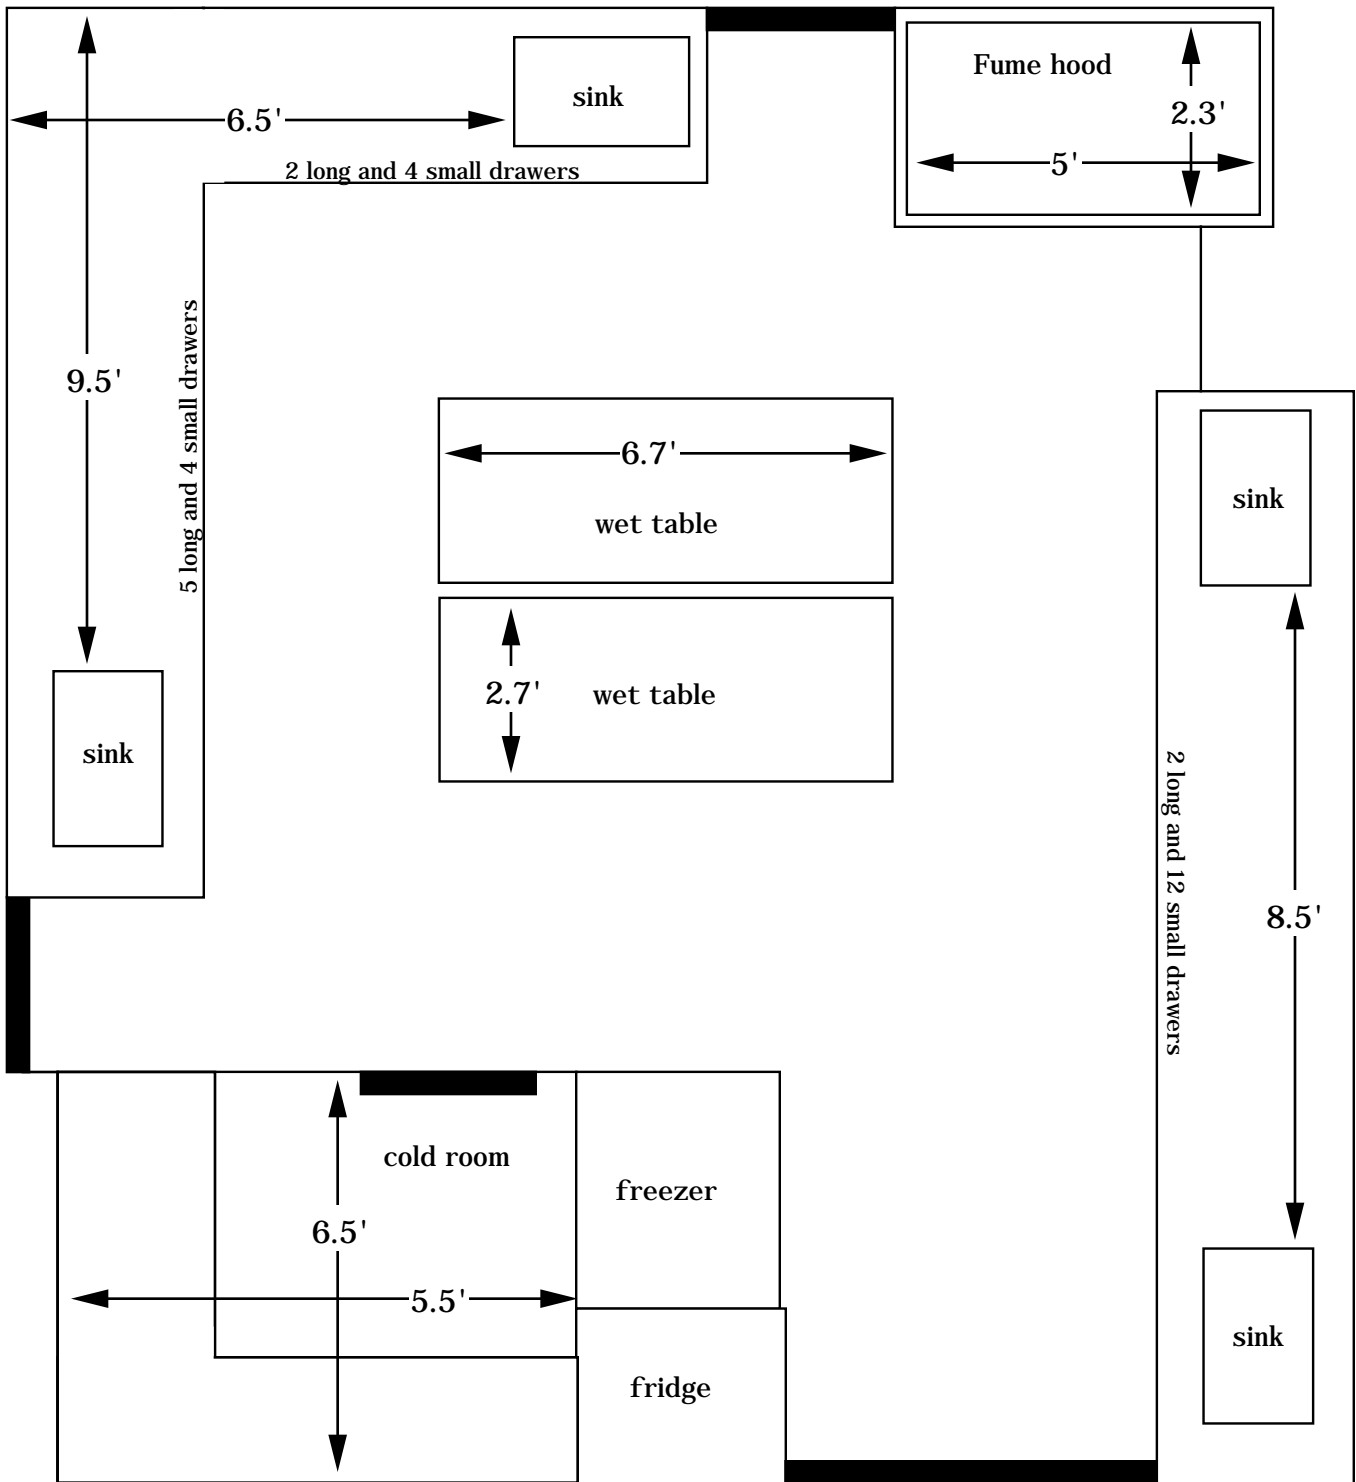 Fume hood
sink
2.3'
6.5'
5'
2 long and 4 small drawers
9.5'
5 long and 4 small drawers
6.7'
wet table
sink
2.7'
wet table
sink
2 long and 12 small drawers
8.5'
cold room
freezer
6.5'
5.5'
fridge
sink